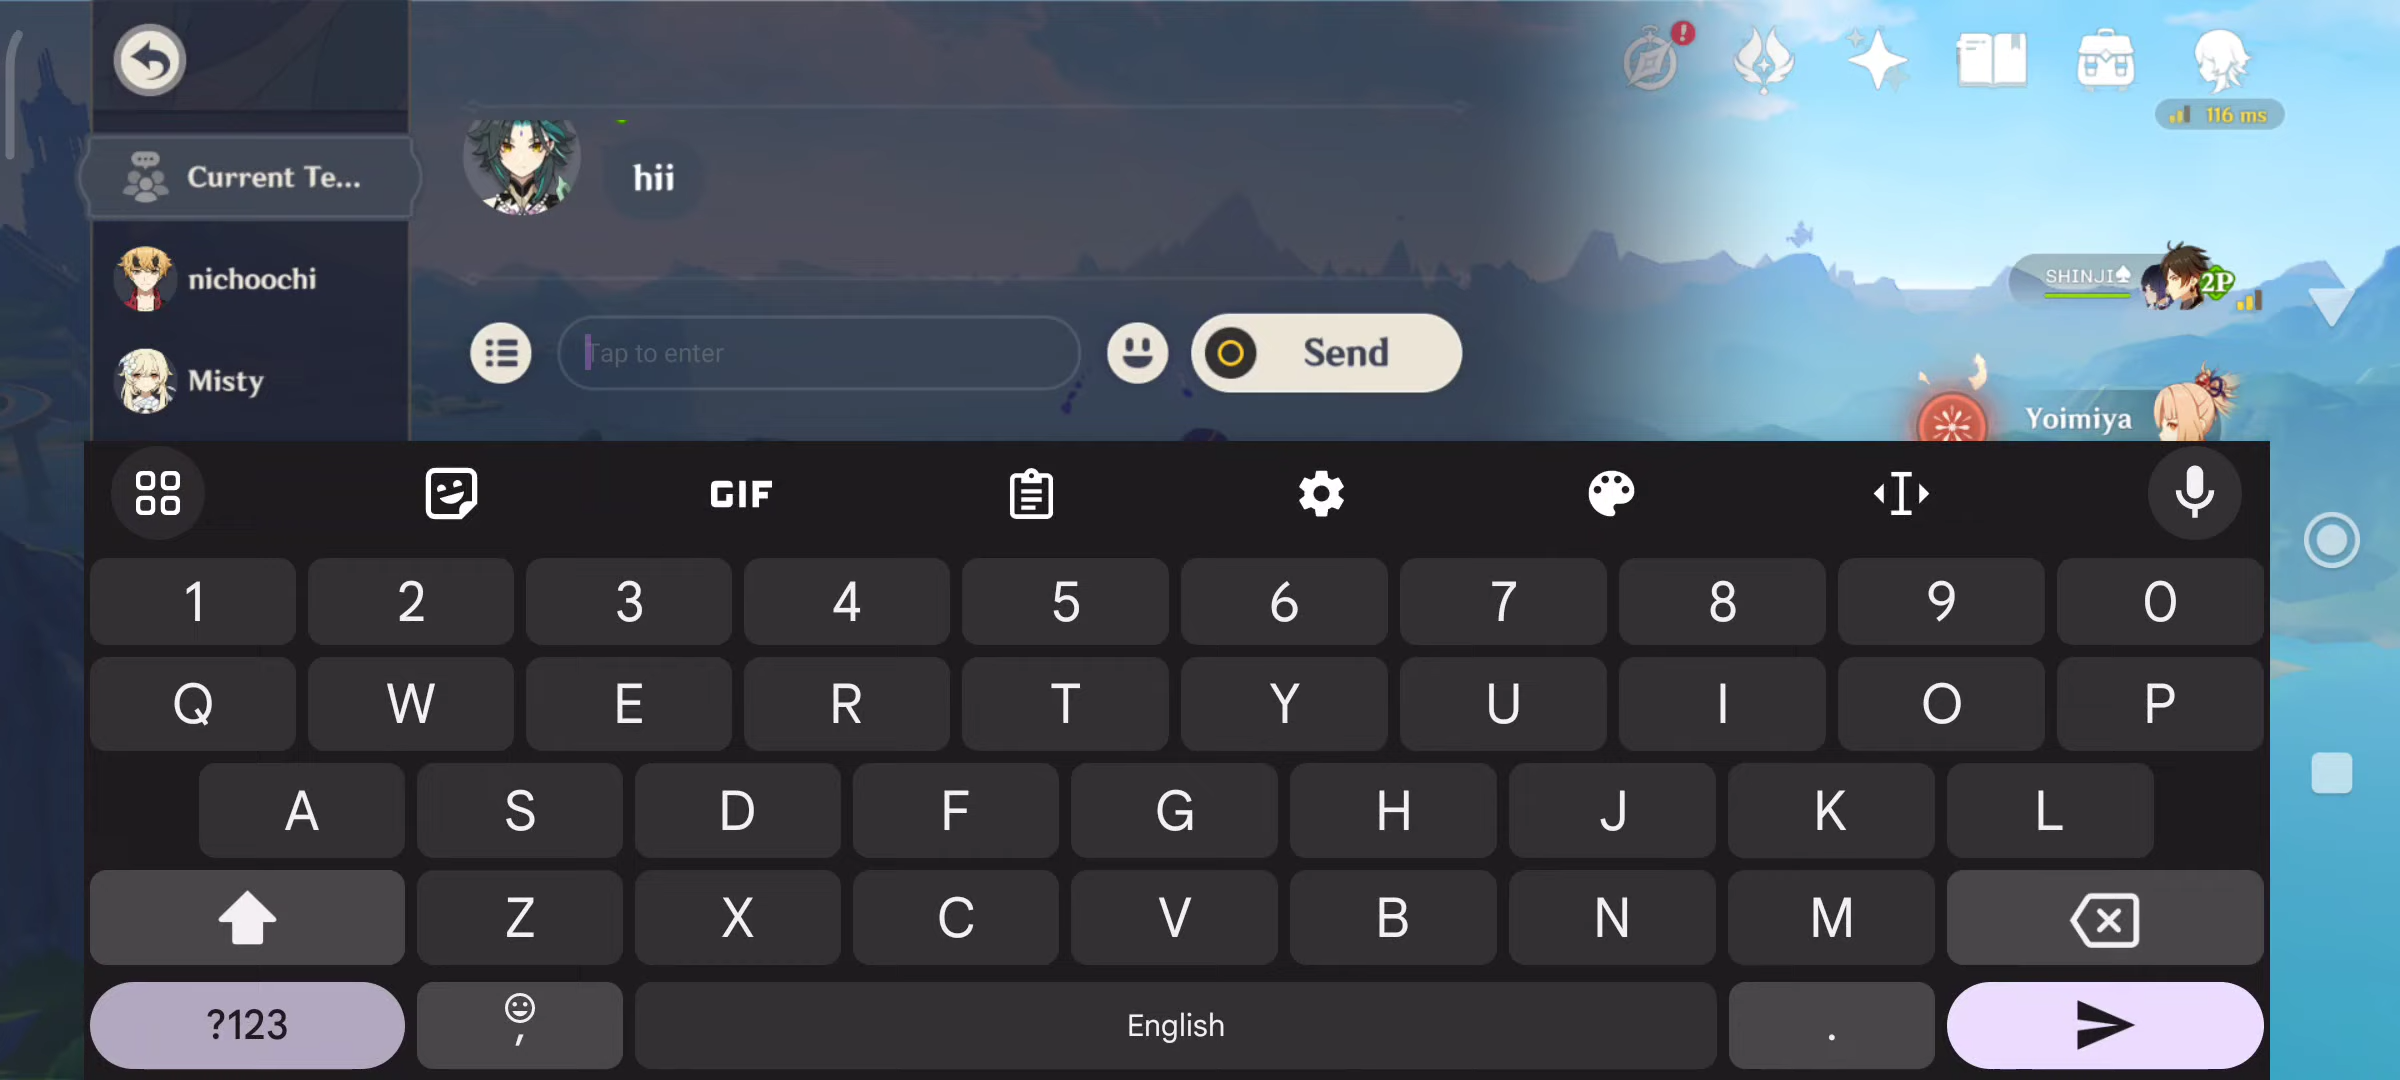 !
116 ms
Current Te...
hii
nichoochi
SHINJI♠
2P
Tap to enter
Send
Misty
Yoimiya
GIF
1 2 3 4 5 6 7 8 9 0
Q W E R T Y U I O P
A S D F G H J K L
Z X C V B N M
?123 , English .